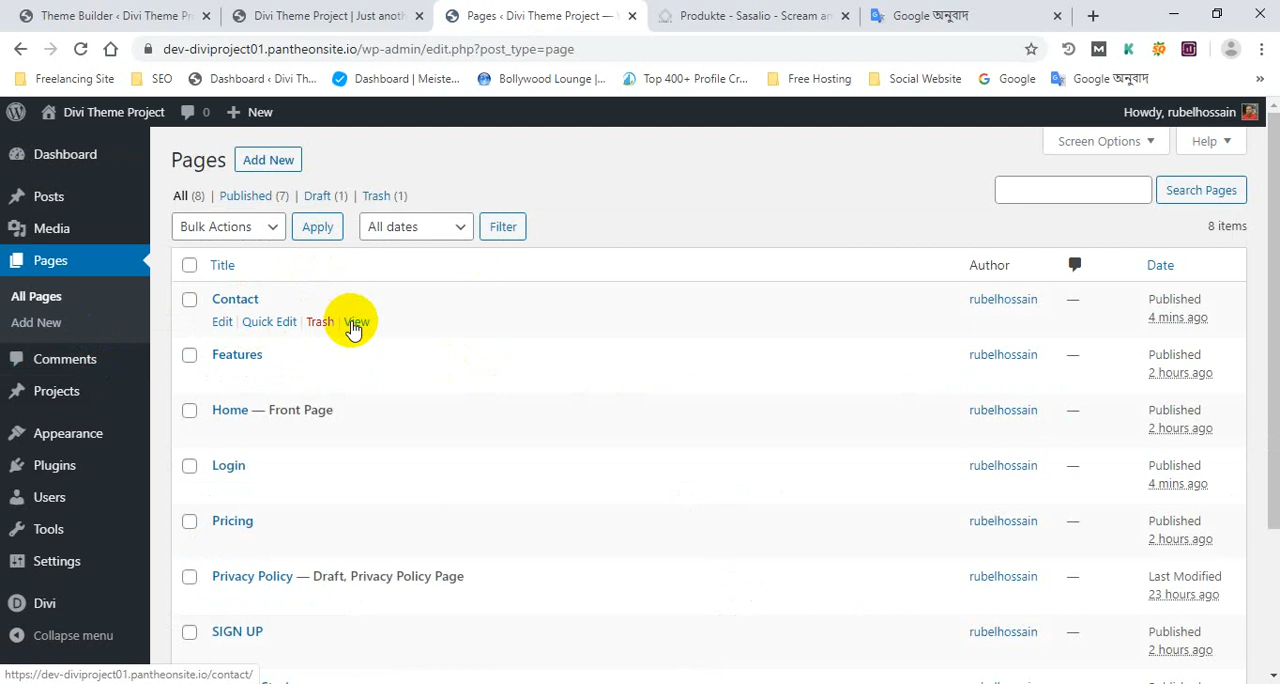 Theme Builder ‹ Divi Theme Pr
Divi Theme Project | Just anoth
Pages ‹ Divi Theme Project —
Produkte - Sasalio - Scream an
Google অনুবাদ
dev-diviproject01.pantheonsite.io/wp-admin/edit.php?post_type=page
Freelancing Site
SEO
Dashboard ‹ Divi Th...
Dashboard | Meiste...
Bollywood Lounge |...
Top 400+ Profile Cr...
Free Hosting
Social Website
Google
Google অনুবাদ
»
Divi Theme Project
0
New
Howdy, rubelhossain
Dashboard
Posts
Media
Pages
All Pages
Add New
Comments
Projects
Appearance
Plugins
Users
Tools
Settings
Divi
Collapse menu
Screen Options
Help
Pages
Add New
All (8) | Published (7) | Draft (1) | Trash (1)
Search Pages
Bulk Actions
Apply
All dates
Filter
8 items
Title
Author
Date
Contact
rubelhossain
—
Published
4 mins ago
Edit | Quick Edit | Trash | View
Features
rubelhossain
—
Published
2 hours ago
Home — Front Page
rubelhossain
—
Published
2 hours ago
Login
rubelhossain
—
Published
4 mins ago
Pricing
rubelhossain
—
Published
2 hours ago
Privacy Policy — Draft, Privacy Policy Page
rubelhossain
—
Last Modified
23 hours ago
SIGN UP
rubelhossain
—
Published
2 hours ago
https://dev-diviproject01.pantheonsite.io/contact/